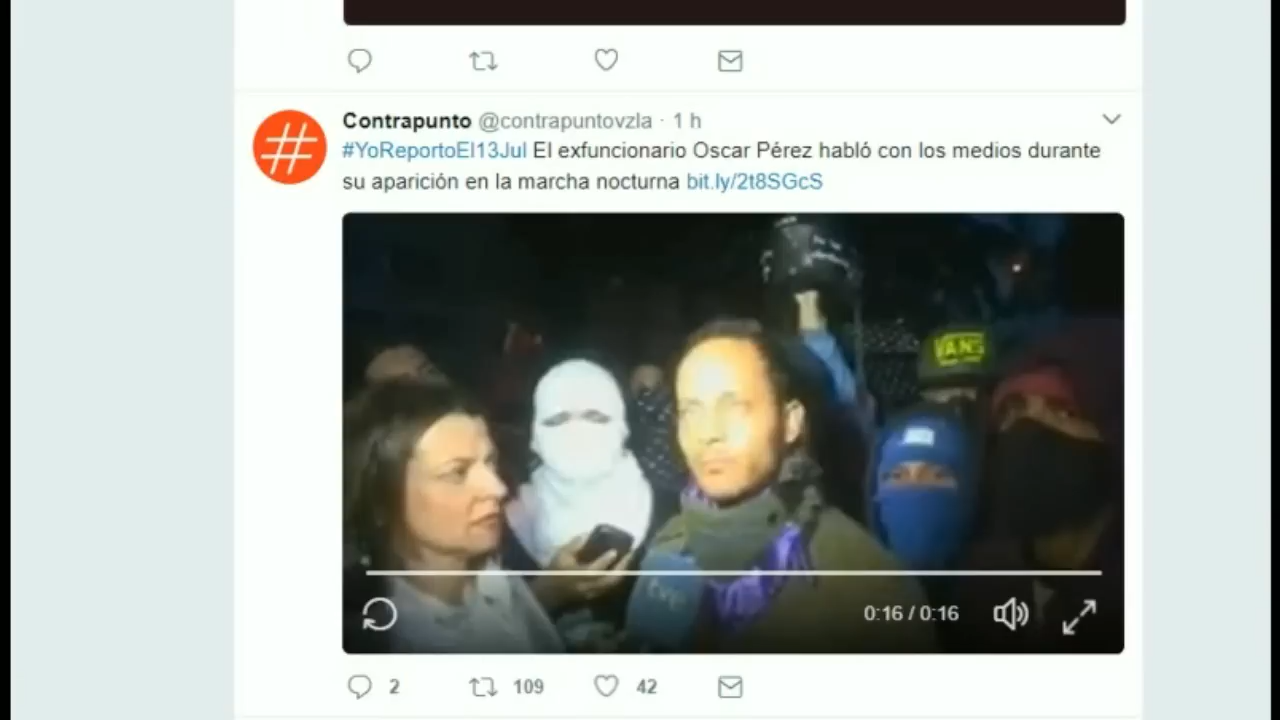 Contrapunto @contrapuntovzla · 1 h
#YoReportoEl13Jul El exfuncionario Oscar Pérez habló con los medios durante
su aparición en la marcha nocturna bit.ly/2t8SGcS
VANS
tve
0:16 / 0:16
2 109 42